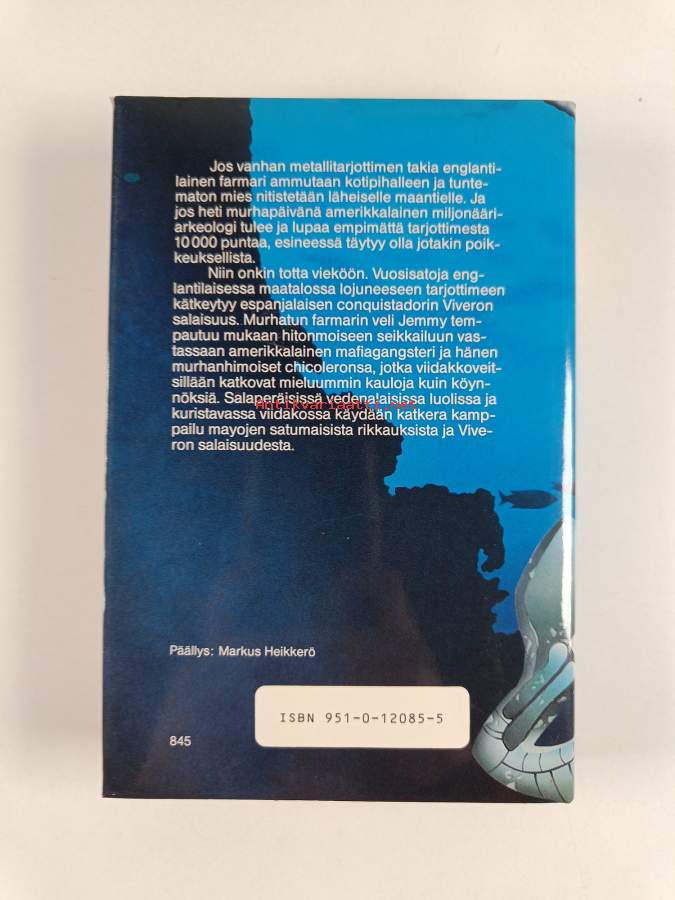 Jos vanhan metallitarjottimen takia englanti-
lainen farmari ammutaan kotipihalleen ja tunte-
maton mies nitistetään läheiselle maantielle. Ja
jos heti murhapäivänä amerikkalainen miljonääri-
arkeologi tulee ja lupaa empimättä tarjottimesta
10 000 puntaa, esineessä täytyy olla jotakin poik-
keuksellista.
Niin onkin totta vieköön. Vuosisatoja eng-
lantilaisessa maatalossa lojuneeseen tarjottimeen
kätkeytyy espanjalaisen conquistadorin Viveron
salaisuus. Murhatun farmarin veli Jemmy tem-
pautuu mukaan hitonmoiseen seikkailuun vas-
tassaan amerikkalainen mafiagangsteri ja hänen
murhanhimoiset chicoleronsa, jotka viidakkoveit-
sillään katkovat mieluummin kauloja kuin köyn-
nöksiä. Salaperäisissä vedenalaisissa luolissa ja
Antikvariaatti.net
kuristavassa viidakossa käydään katkera kamp-
pailu mayojen satumaisista rikkauksista ja Vive-
ron salaisuudesta.
Päällys: Markus Heikkerö
ISBN 951-0-12085-5
845